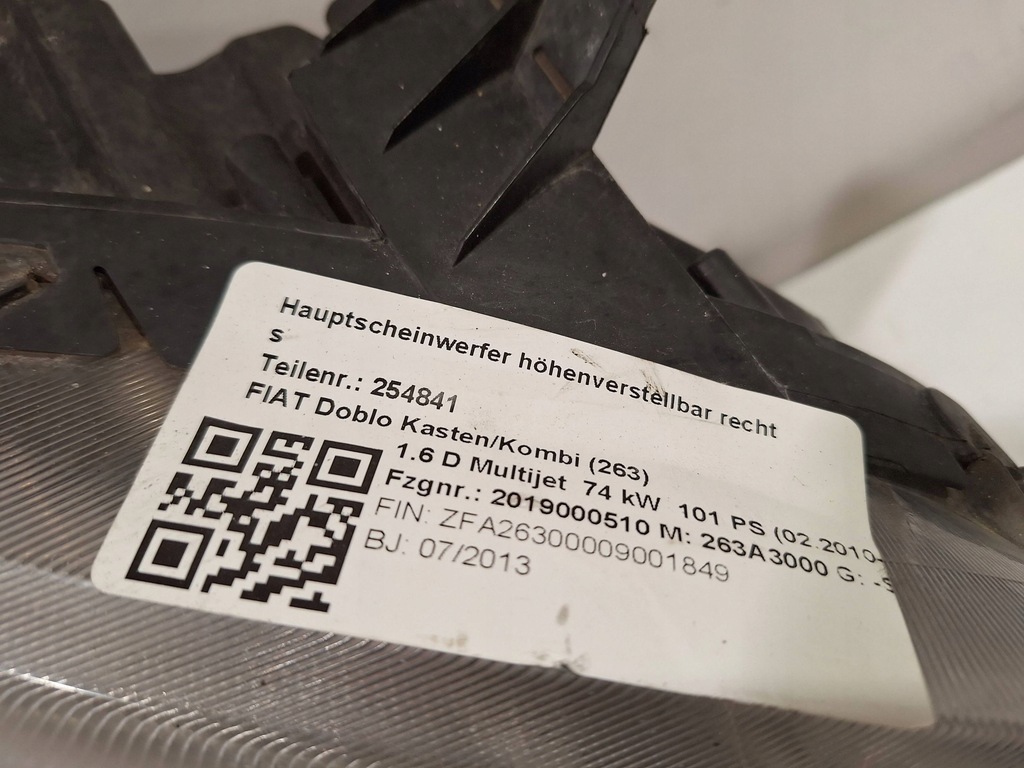 Hauptscheinwerfer höhenverstellbar recht
s
Teilenr.: 254841
FIAT Doblo Kasten/Kombi (263)
1.6 D Multijet 74 kW 101 PS (02.2010-
Fzgnr.: 2019000510 M: 263A3000 G: -S
FIN: ZFA26300009001849
BJ: 07/2013